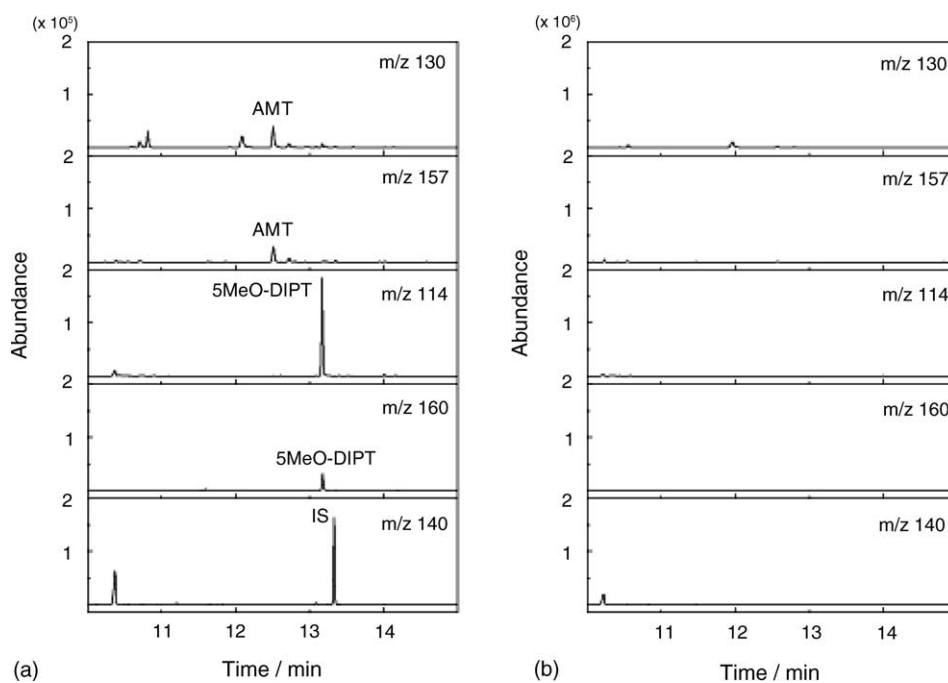 (x 10⁵)
2
m/z 130
1
AMT
2
m/z 157
1
AMT
2
m/z 114
5MeO-DIPT
1
2
m/z 160
1
5MeO-DIPT
2
IS
m/z 140
1
11 12 13 14
Abundance
(a)
Time / min
(x 10⁶)
2
m/z 130
1
2
m/z 157
1
2
m/z 114
1
2
m/z 160
1
2
m/z 140
1
11 12 13 14
Abundance
(b)
Time / min